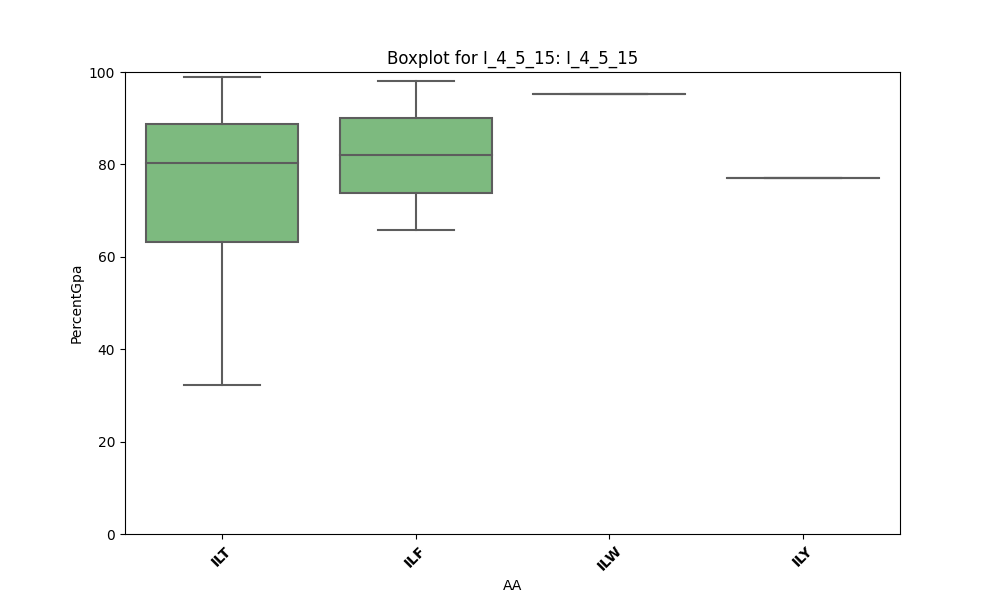 Boxplot for I_4_5_15: I_4_5_15
100
80
60
40
20
0
PercentGpa
ILT
ILF
ILW
ILY
AA